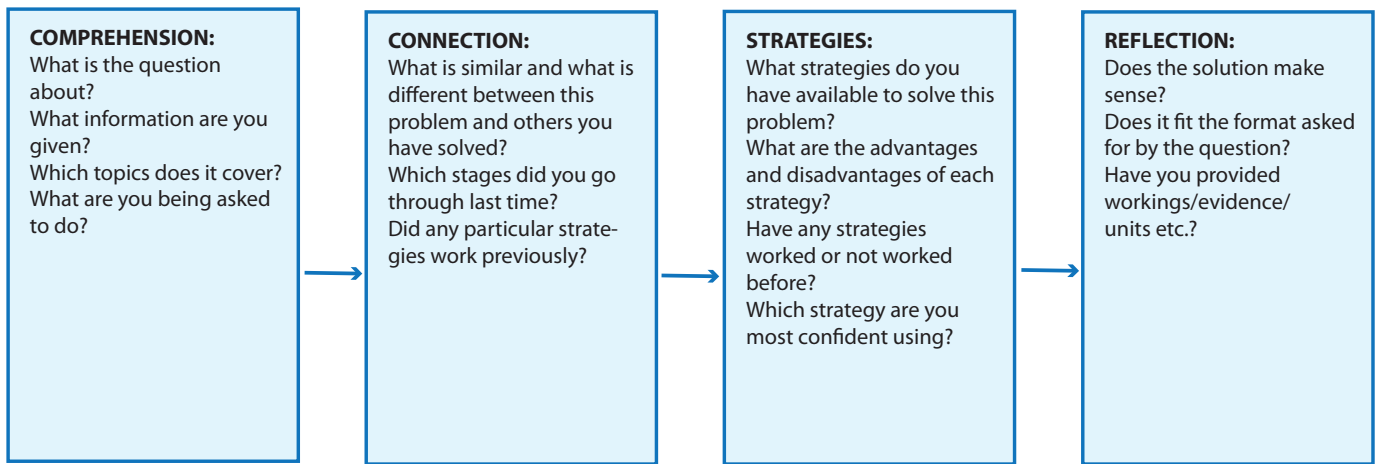 COMPREHENSION:
What is the question
about?
What information are you
given?
Which topics does it cover?
What are you being asked
to do?
CONNECTION:
What is similar and what is
different between this
problem and others you
have solved?
Which stages did you go
through last time?
Did any particular strate-
gies work previously?
STRATEGIES:
What strategies do you
have available to solve this
problem?
What are the advantages
and disadvantages of each
strategy?
Have any strategies
worked or not worked
before?
Which strategy are you
most confident using?
REFLECTION:
Does the solution make
sense?
Does it fit the format asked
for by the question?
Have you provided
workings/evidence/
units etc.?